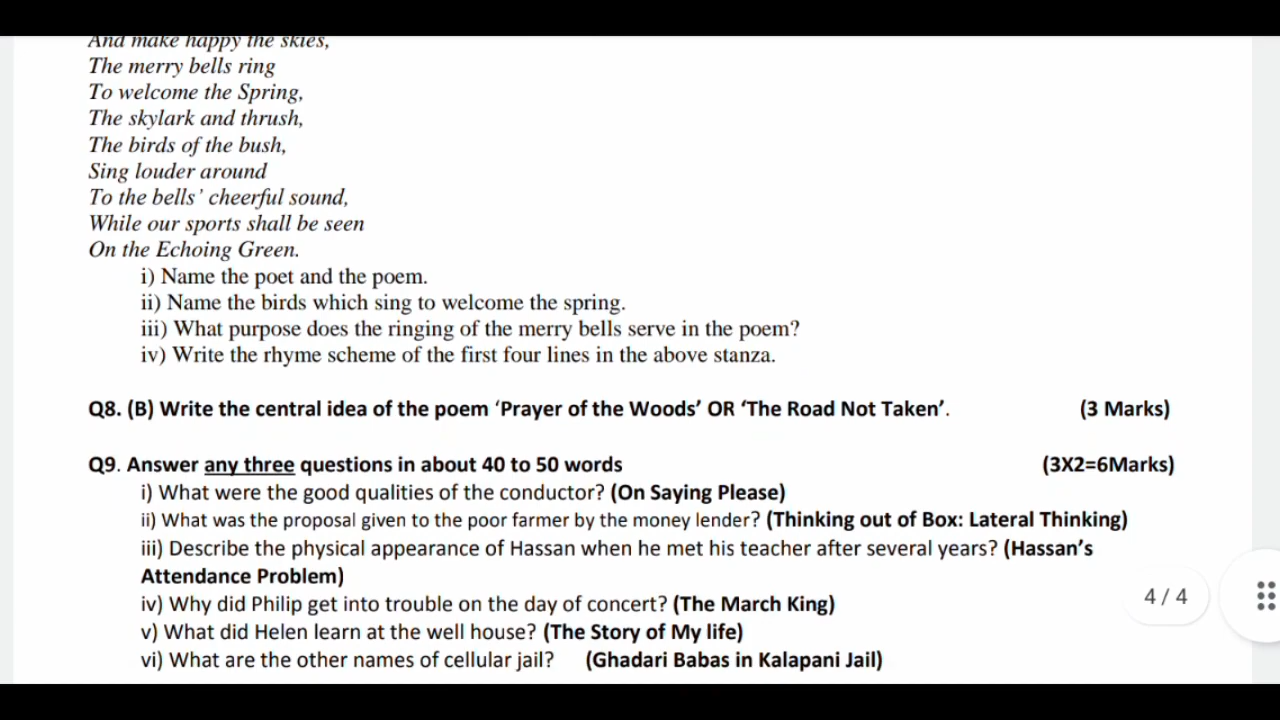 And make happy the skies,
The merry bells ring
To welcome the Spring,
The skylark and thrush,
The birds of the bush,
Sing louder around
To the bells’ cheerful sound,
While our sports shall be seen
On the Echoing Green.
i) Name the poet and the poem.
ii) Name the birds which sing to welcome the spring.
iii) What purpose does the ringing of the merry bells serve in the poem?
iv) Write the rhyme scheme of the first four lines in the above stanza.
Q8. (B) Write the central idea of the poem ‘Prayer of the Woods’ OR ‘The Road Not Taken’. (3 Marks)
Q9. Answer any three questions in about 40 to 50 words (3X2=6Marks)
i) What were the good qualities of the conductor? (On Saying Please)
ii) What was the proposal given to the poor farmer by the money lender? (Thinking out of Box: Lateral Thinking)
iii) Describe the physical appearance of Hassan when he met his teacher after several years? (Hassan’s
Attendance Problem)
iv) Why did Philip get into trouble on the day of concert? (The March King)
v) What did Helen learn at the well house? (The Story of My life)
vi) What are the other names of cellular jail? (Ghadari Babas in Kalapani Jail)
4 / 4